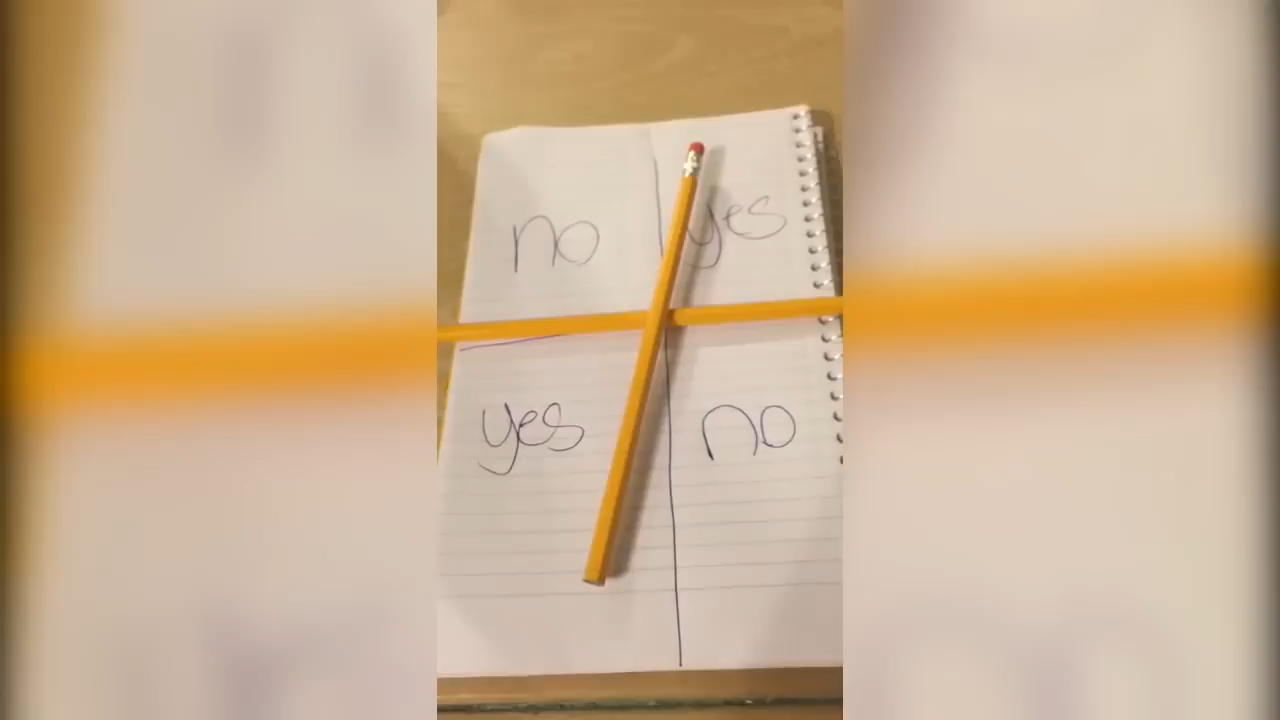 no yes
yes no